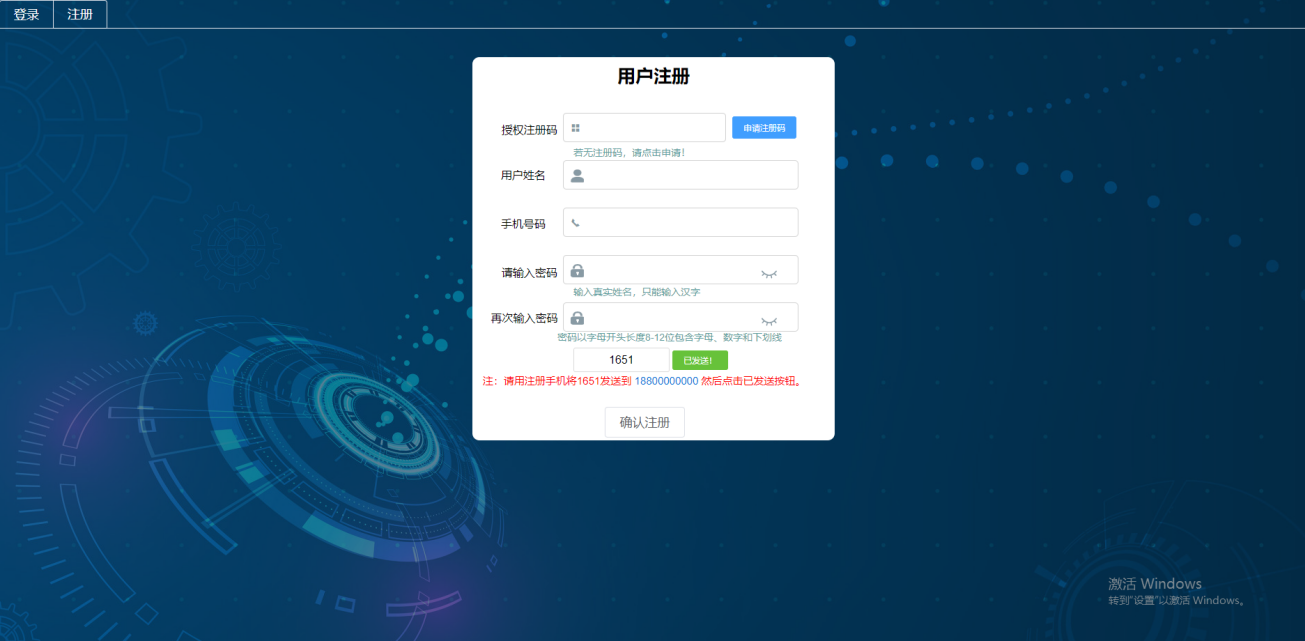 登录 注册
用户注册
授权注册码 申请注册码
若无注册码，请点击申请！
用户姓名
手机号码
请输入密码
输入真实姓名，只能输入汉字
再次输入密码
密码以字母开头长度8-12位包含字母、数字和下划线
1651 已发送！
注：请用注册手机将1651发送到 18800000000 然后点击已发送按钮。
确认注册
激活 Windows
转到"设置"以激活 Windows。